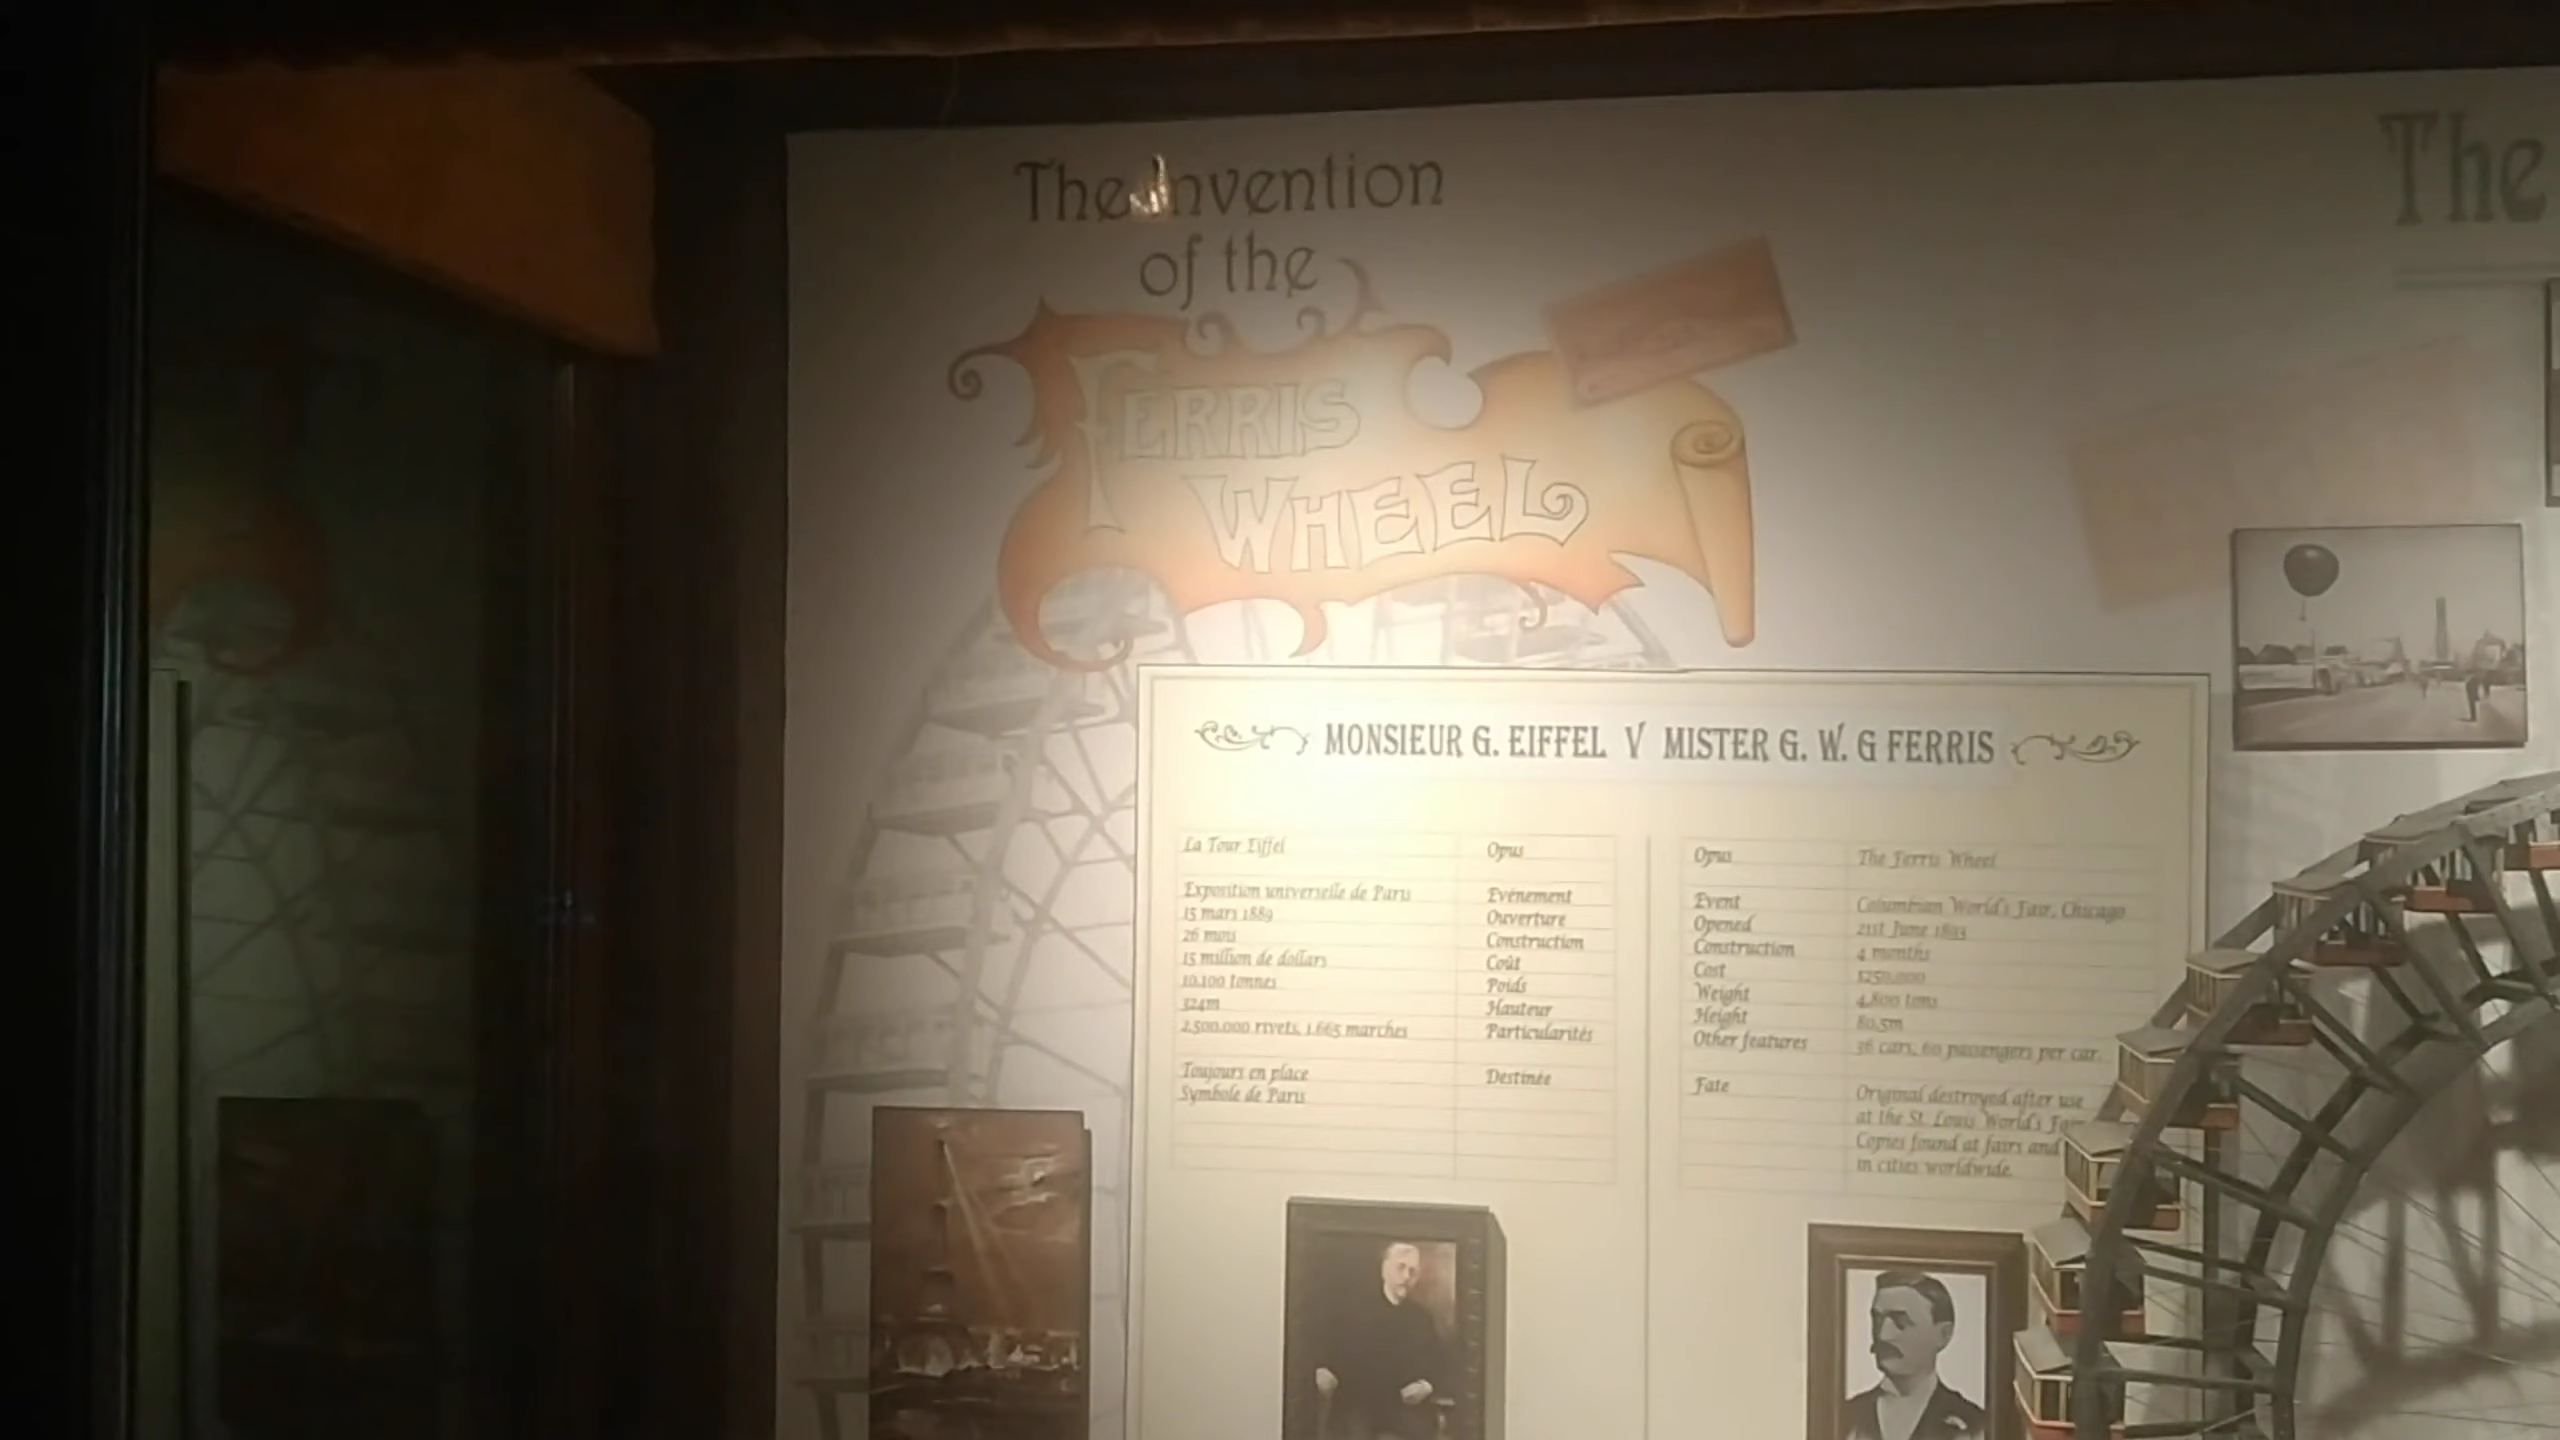 The Invention
of the
FERRIS
WHEEL
The
MONSIEUR G. EIFFEL V MISTER G. W. G FERRIS
La Tour Eiffel Opus
Exposition universelle de Paris Evénement
15 mars 1889 Ouverture
26 mois Construction
15 million de dollars Coût
10.100 tonnes Poids
324m Hauteur
2.500.000 rivets, 1.665 marches Particularités
Toujours en place Destinée
Symbole de Paris
Opus The Ferris Wheel
Event Columbian World's Fair, Chicago
Opened 21st June 1893
Construction 4 months
Cost $250.000
Weight 4,800 tons
Height 80.5m
Other features 36 cars, 60 passengers per car.
Fate Original destroyed after use
at the St. Louis World's
Copies found at fairs and
in cities worldwide.